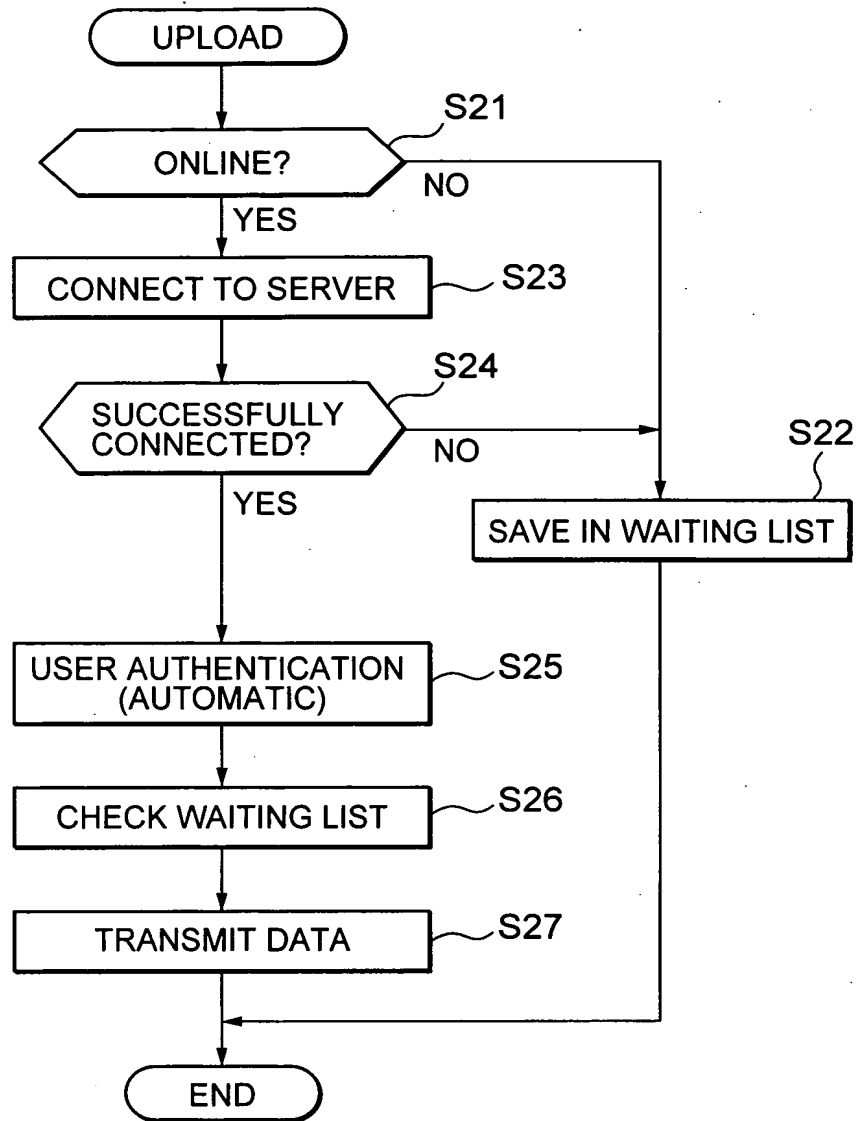 UPLOAD
S21
ONLINE?
NO
YES
CONNECT TO SERVER
S23
S24
SUCCESSFULLY
CONNECTED?
NO
YES
S22
SAVE IN WAITING LIST
USER AUTHENTICATION
(AUTOMATIC)
S25
CHECK WAITING LIST
S26
TRANSMIT DATA
S27
END